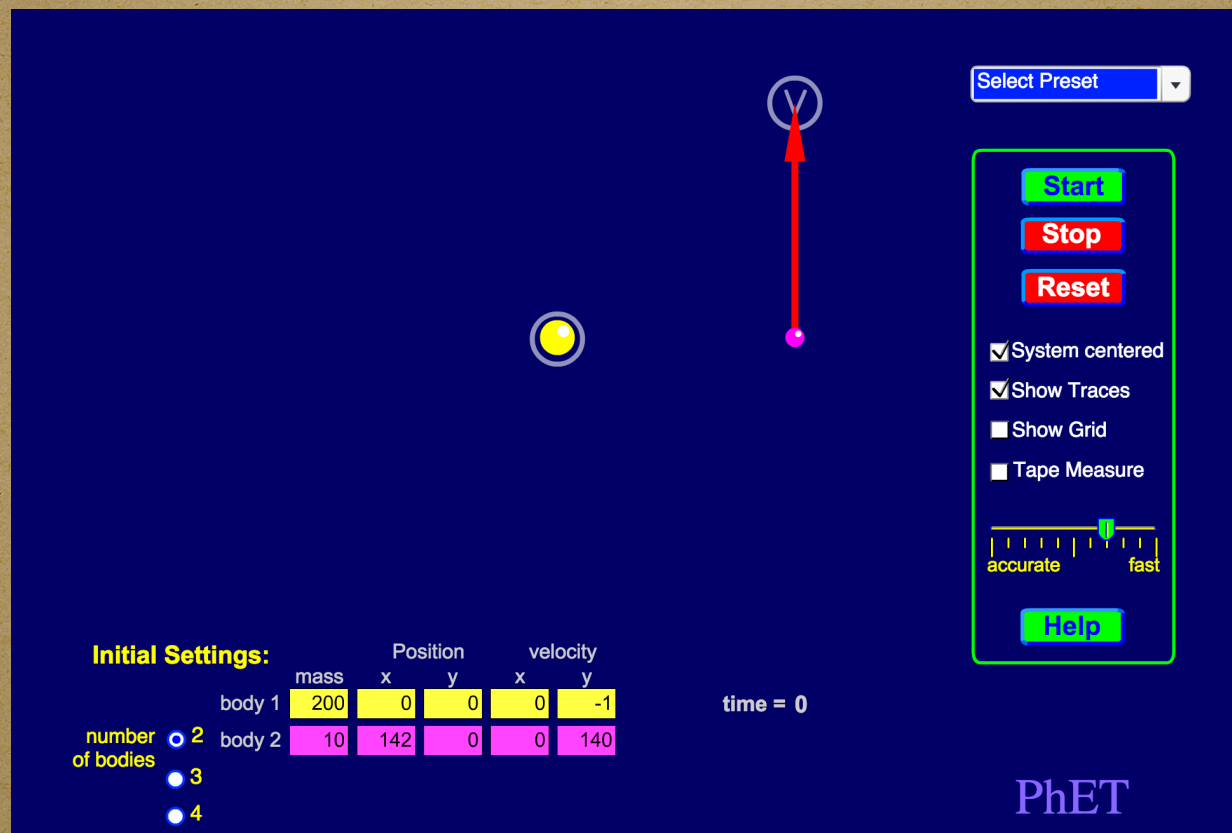 Select Preset
V
Start
Stop
Reset
System centered
Show Traces
Show Grid
Tape Measure
accurate fast
Help
Initial Settings: Position velocity
mass x y x y
body 1 200 0 0 0 -1 time = 0
number of bodies 2 body 2 10 142 0 0 140
3
4
PhET